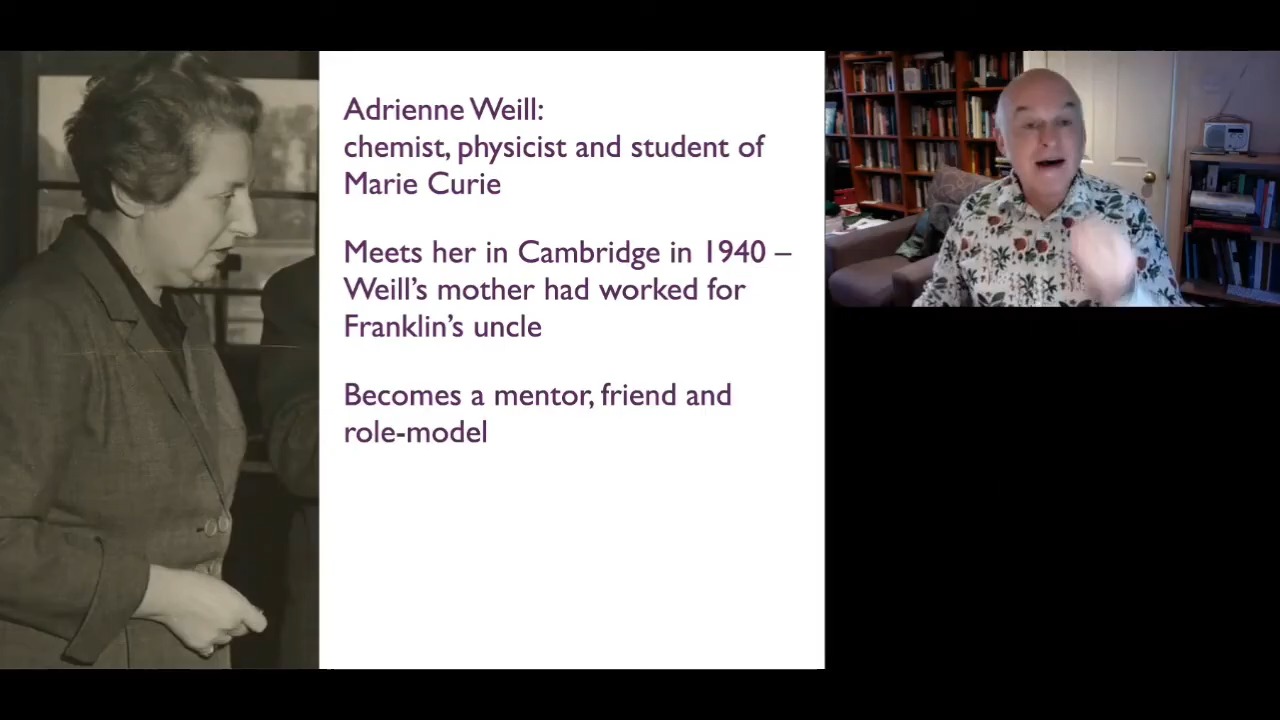 Adrienne Weill:
chemist, physicist and student of
Marie Curie
Meets her in Cambridge in 1940 –
Weill's mother had worked for
Franklin's uncle
Becomes a mentor, friend and
role-model